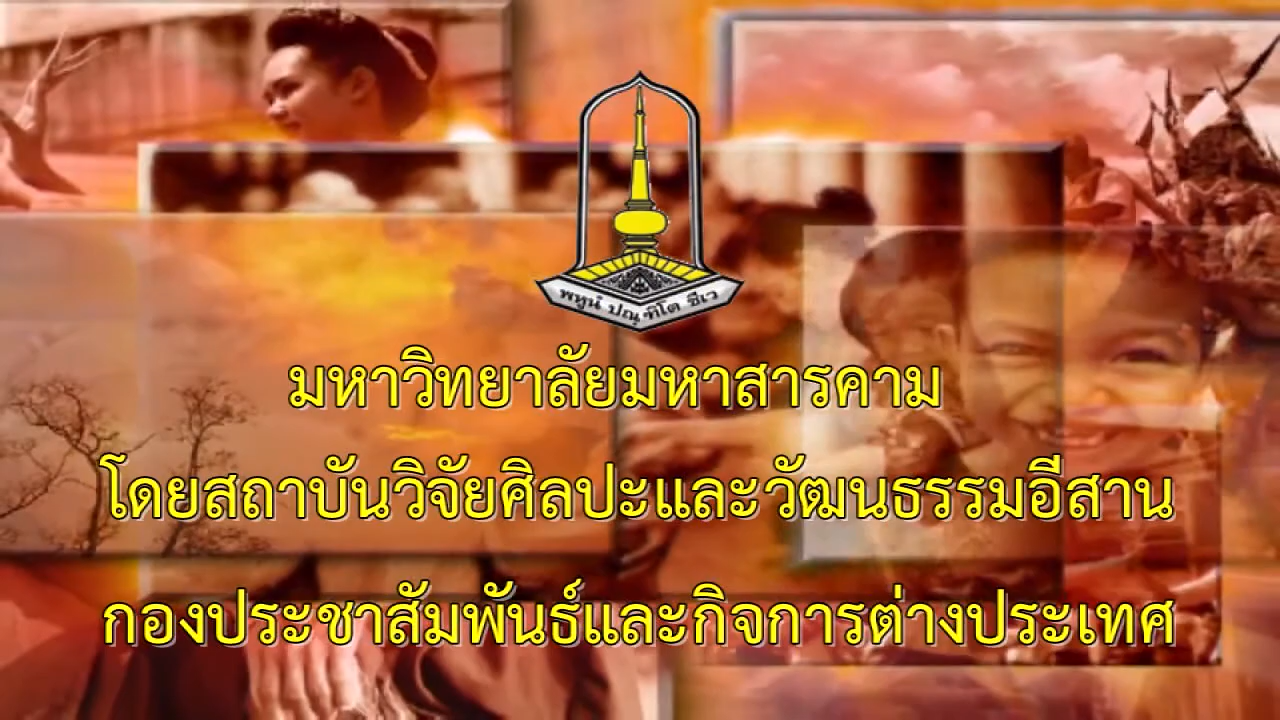 พหูนํ ปณฺฑิโต ชีเว
มหาวิทยาลัยมหาสารคาม
โดยสถาบันวิจัยศิลปะและวัฒนธรรมอีสาน
กองประชาสัมพันธ์และกิจการต่างประเทศ